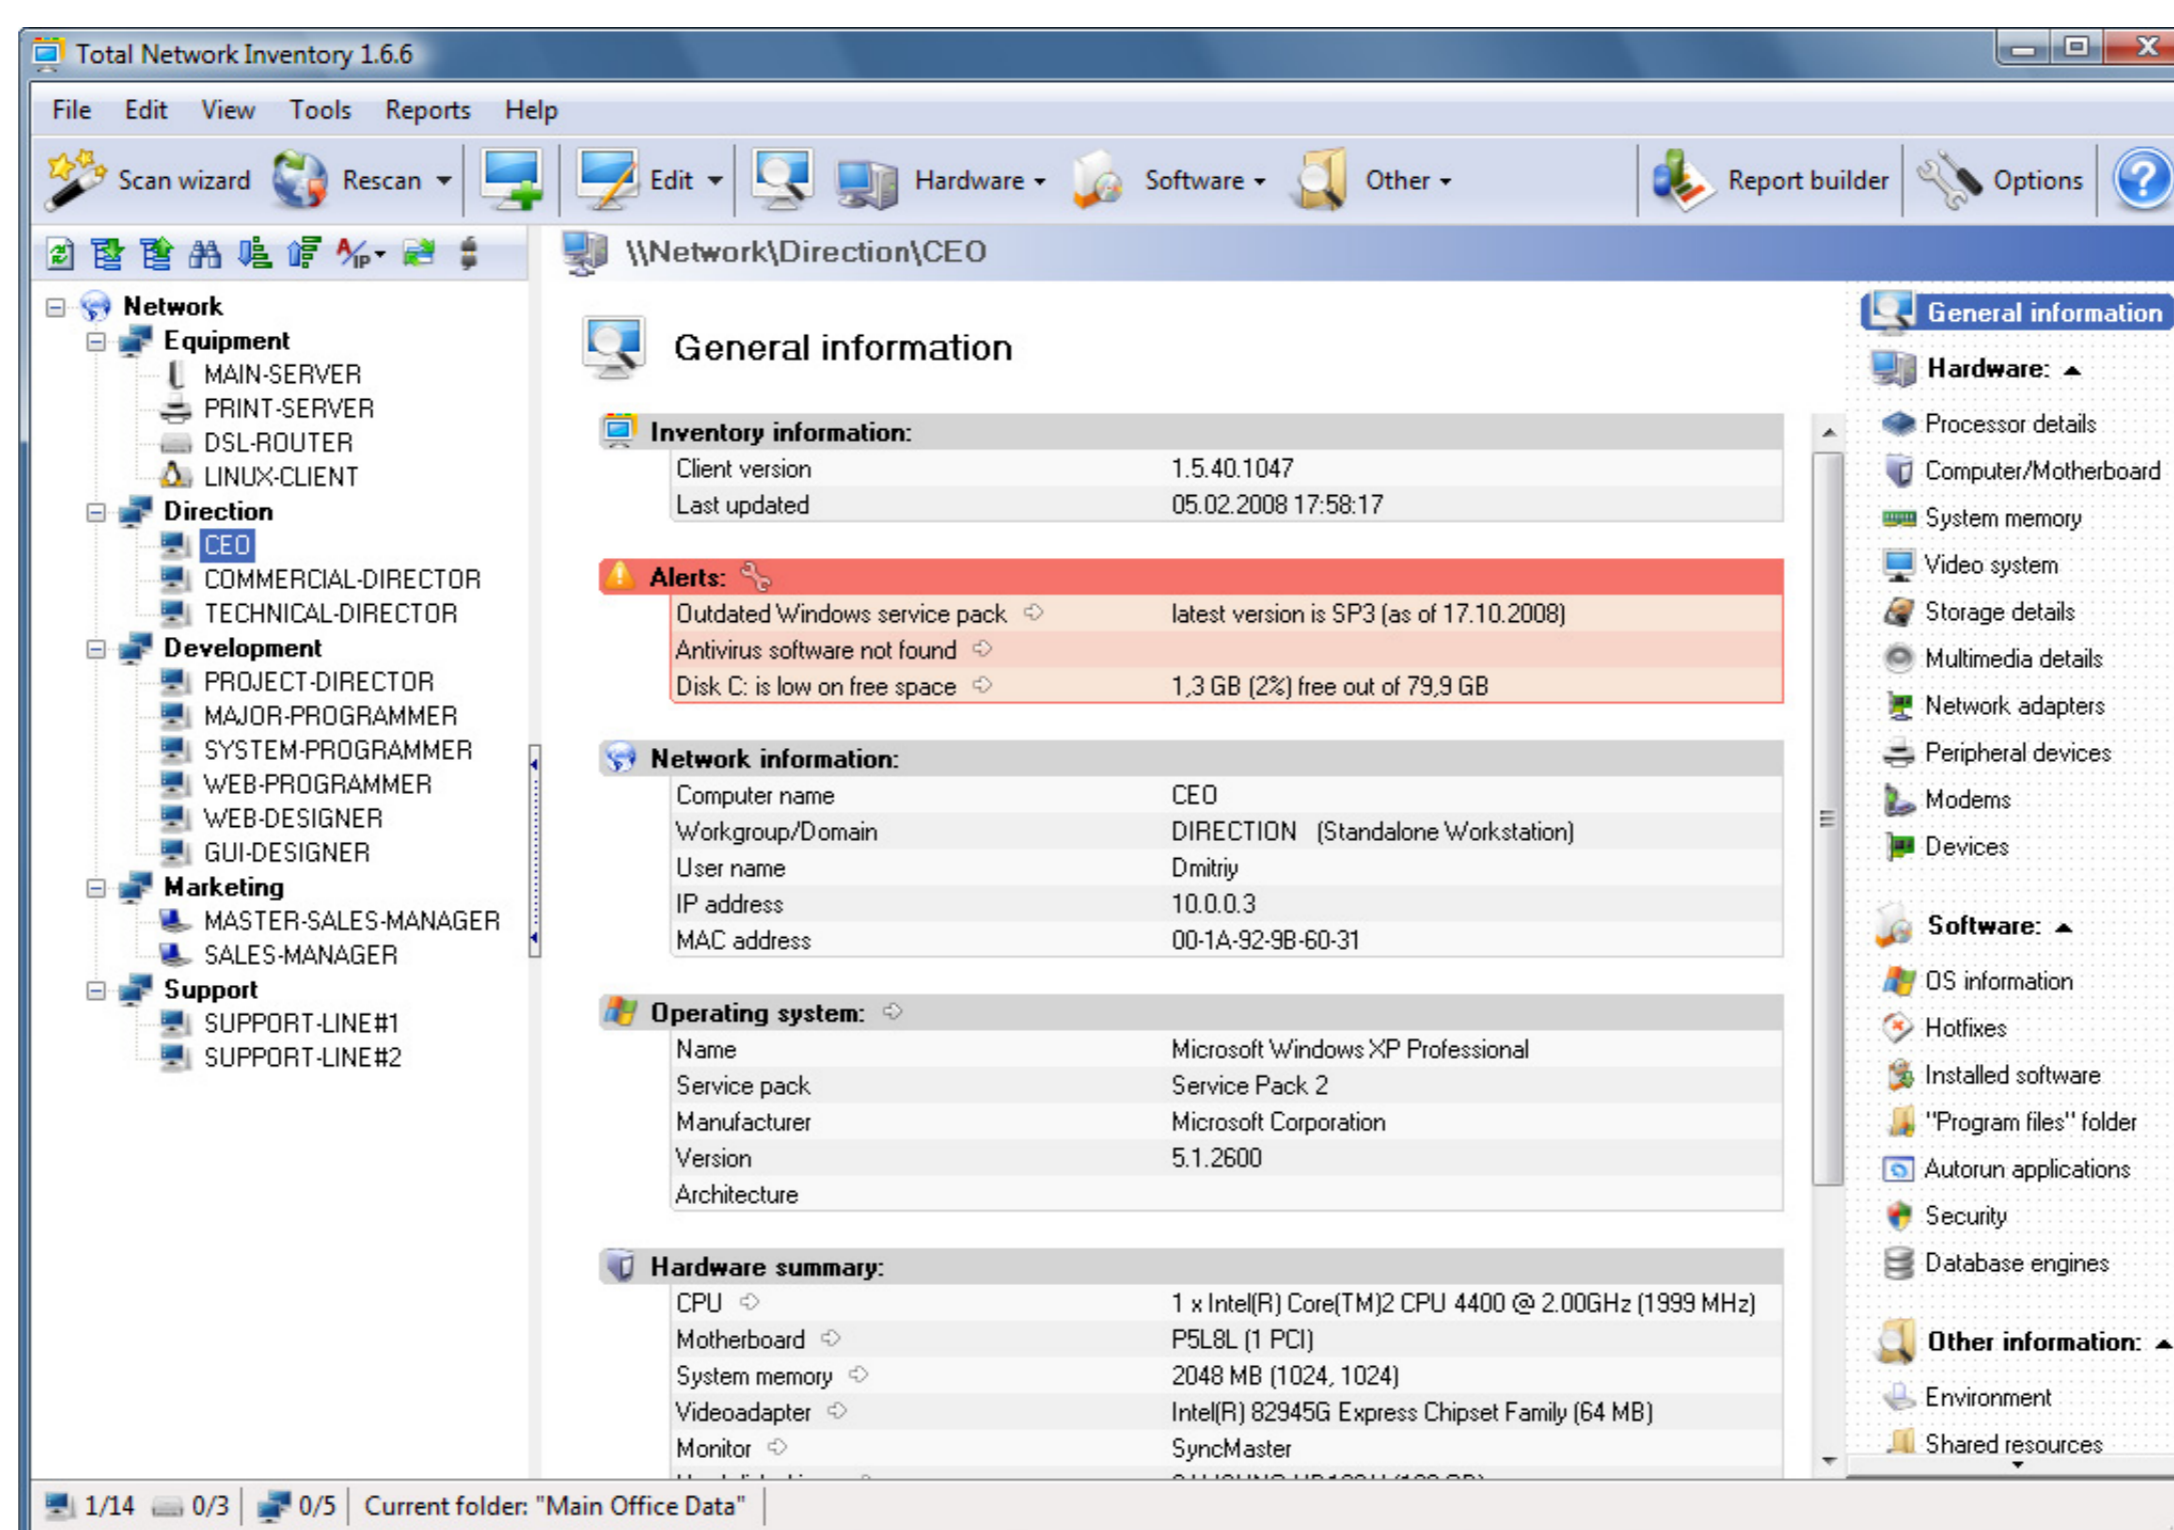 Total Network Inventory 1.6.6
File Edit View Tools Reports Help
Scan wizard Rescan Edit Hardware Software Other Report builder Options
A/IP
\\Network\Direction\CEO
Network
Equipment
MAIN-SERVER
PRINT-SERVER
DSL-ROUTER
LINUX-CLIENT
Direction
CEO
COMMERCIAL-DIRECTOR
TECHNICAL-DIRECTOR
Development
PROJECT-DIRECTOR
MAJOR-PROGRAMMER
SYSTEM-PROGRAMMER
WEB-PROGRAMMER
WEB-DESIGNER
GUI-DESIGNER
Marketing
MASTER-SALES-MANAGER
SALES-MANAGER
Support
SUPPORT-LINE#1
SUPPORT-LINE#2
General information
Inventory information:
Client version 1.5.40.1047
Last updated 05.02.2008 17:58:17
Alerts:
Outdated Windows service pack latest version is SP3 (as of 17.10.2008)
Antivirus software not found
Disk C: is low on free space 1,3 GB (2%) free out of 79,9 GB
Network information:
Computer name CEO
Workgroup/Domain DIRECTION (Standalone Workstation)
User name Dmitriy
IP address 10.0.0.3
MAC address 00-1A-92-9B-60-31
Operating system:
Name Microsoft Windows XP Professional
Service pack Service Pack 2
Manufacturer Microsoft Corporation
Version 5.1.2600
Architecture
Hardware summary:
CPU 1 x Intel(R) Core(TM)2 CPU 4400 @ 2.00GHz (1999 MHz)
Motherboard P5L8L (1 PCI)
System memory 2048 MB (1024, 1024)
Videoadapter Intel(R) 82945G Express Chipset Family (64 MB)
Monitor SyncMaster
General information
Hardware:
Processor details
Computer/Motherboard
System memory
Video system
Storage details
Multimedia details
Network adapters
Peripheral devices
Modems
Devices
Software:
OS information
Hotfixes
Installed software
"Program files" folder
Autorun applications
Security
Database engines
Other information:
Environment
Shared resources
1/14 0/3 0/5 Current folder: "Main Office Data"